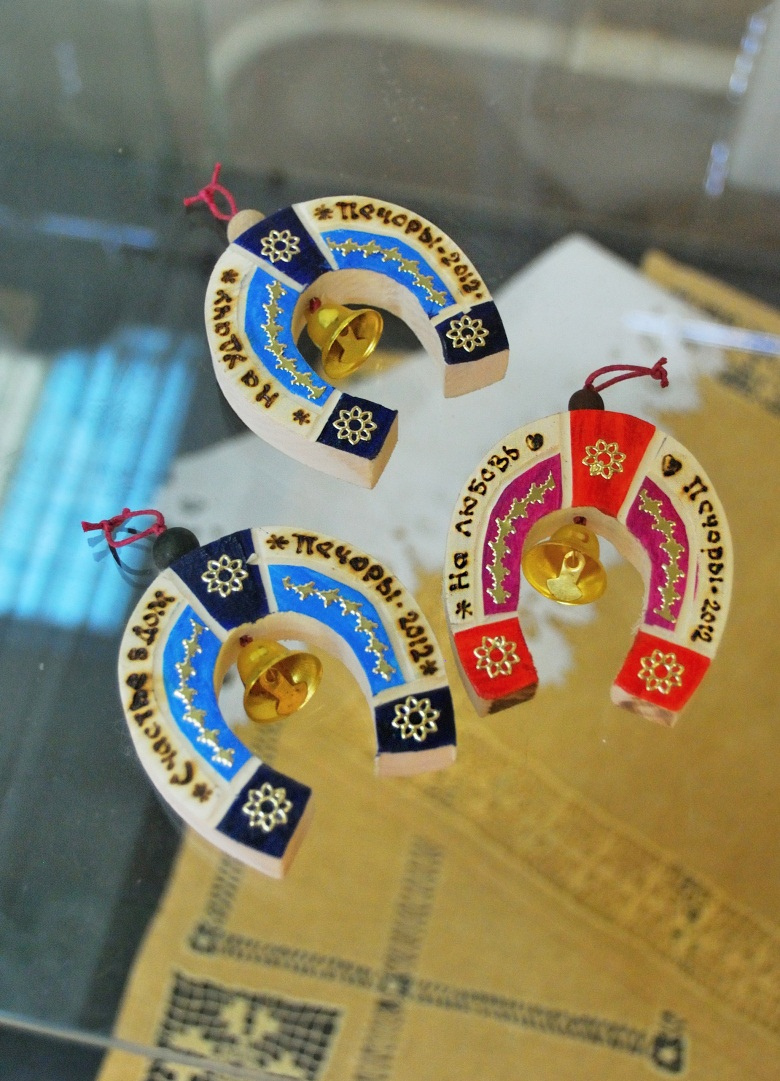 * На удачу *
* Печоры · 2012 ·
* На любовь
Печоры · 2012
* Счастье в дом
* Печоры · 2012 *